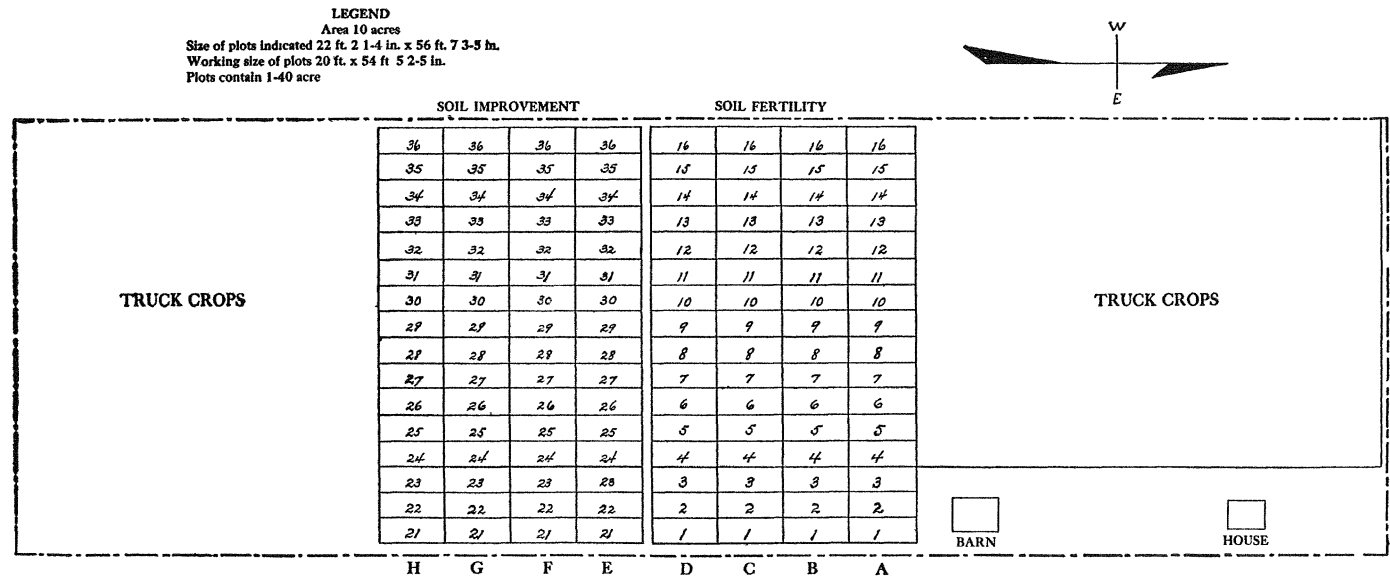 LEGEND
Area 10 acres
Size of plots indicated 22 ft. 2 1-4 in. x 56 ft. 7 3-5 in.
Working size of plots 20 ft. x 54 ft 5 2-5 in.
Plots contain 1-40 acre
W
E
SOIL IMPROVEMENT SOIL FERTILITY
36 36 36 36 16 16 16 16
35 35 35 35 15 15 15 15
34 34 34 34 14 14 14 14
33 33 33 33 13 13 13 13
32 32 32 32 12 12 12 12
31 31 31 31 11 11 11 11
TRUCK CROPS 30 30 30 30 10 10 10 10 TRUCK CROPS
29 29 29 29 9 9 9 9
28 28 28 28 8 8 8 8
27 27 27 27 7 7 7 7
26 26 26 26 6 6 6 6
25 25 25 25 5 5 5 5
24 24 24 24 4 4 4 4
23 23 23 23 3 3 3 3
22 22 22 22 2 2 2 2
21 21 21 21 1 1 1 1
BARN HOUSE
H G F E D C B A